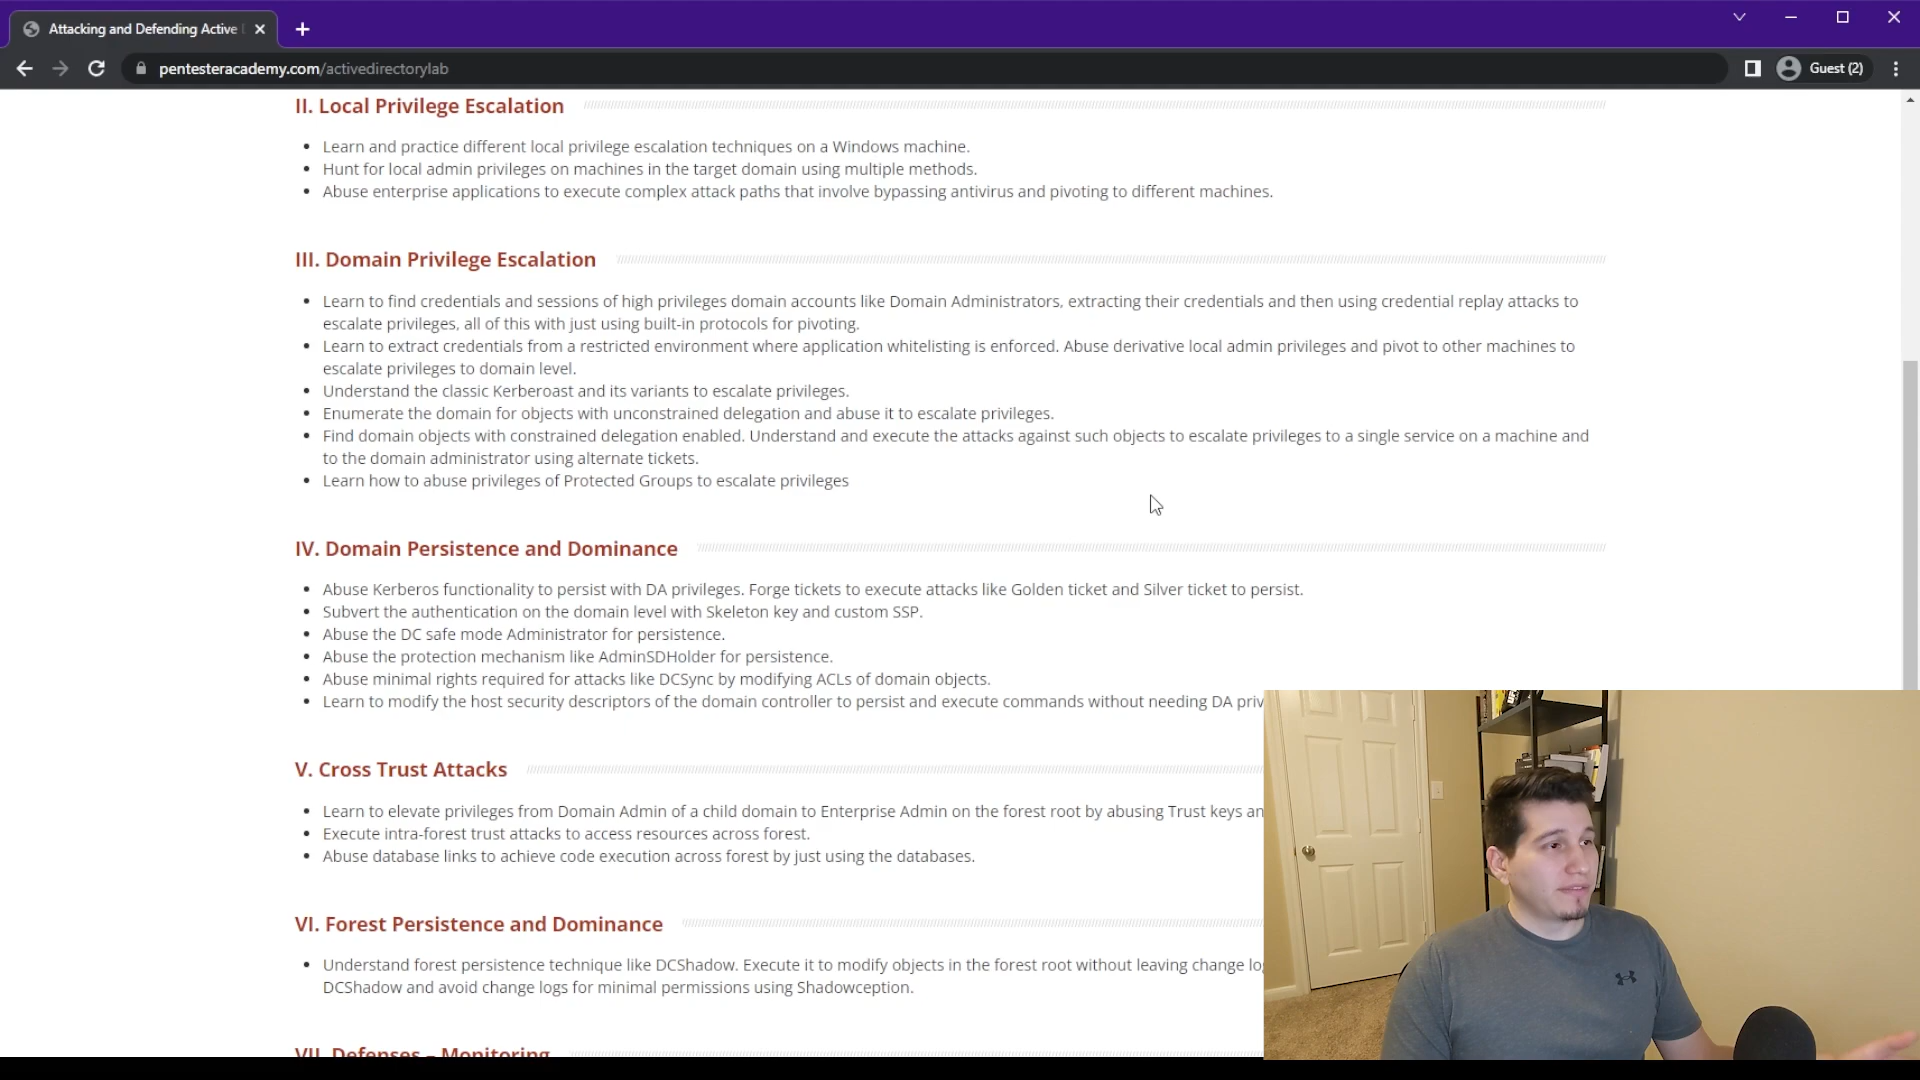 Attacking and Defending Active
pentesteracademy.com/activedirectorylab
Guest (2)
II. Local Privilege Escalation
Learn and practice different local privilege escalation techniques on a Windows machine.
Hunt for local admin privileges on machines in the target domain using multiple methods.
Abuse enterprise applications to execute complex attack paths that involve bypassing antivirus and pivoting to different machines.
III. Domain Privilege Escalation
Learn to find credentials and sessions of high privileges domain accounts like Domain Administrators, extracting their credentials and then using credential replay attacks to
escalate privileges, all of this with just using built-in protocols for pivoting.
Learn to extract credentials from a restricted environment where application whitelisting is enforced. Abuse derivative local admin privileges and pivot to other machines to
escalate privileges to domain level.
Understand the classic Kerberoast and its variants to escalate privileges.
Enumerate the domain for objects with unconstrained delegation and abuse it to escalate privileges.
Find domain objects with constrained delegation enabled. Understand and execute the attacks against such objects to escalate privileges to a single service on a machine and
to the domain administrator using alternate tickets.
Learn how to abuse privileges of Protected Groups to escalate privileges
IV. Domain Persistence and Dominance
Abuse Kerberos functionality to persist with DA privileges. Forge tickets to execute attacks like Golden ticket and Silver ticket to persist.
Subvert the authentication on the domain level with Skeleton key and custom SSP.
Abuse the DC safe mode Administrator for persistence.
Abuse the protection mechanism like AdminSDHolder for persistence.
Abuse minimal rights required for attacks like DCSync by modifying ACLs of domain objects.
Learn to modify the host security descriptors of the domain controller to persist and execute commands without needing DA priv
V. Cross Trust Attacks
Learn to elevate privileges from Domain Admin of a child domain to Enterprise Admin on the forest root by abusing Trust keys an
Execute intra-forest trust attacks to access resources across forest.
Abuse database links to achieve code execution across forest by just using the databases.
VI. Forest Persistence and Dominance
Understand forest persistence technique like DCShadow. Execute it to modify objects in the forest root without leaving change lo
DCShadow and avoid change logs for minimal permissions using Shadowception.
VII. Defenses – Monitoring